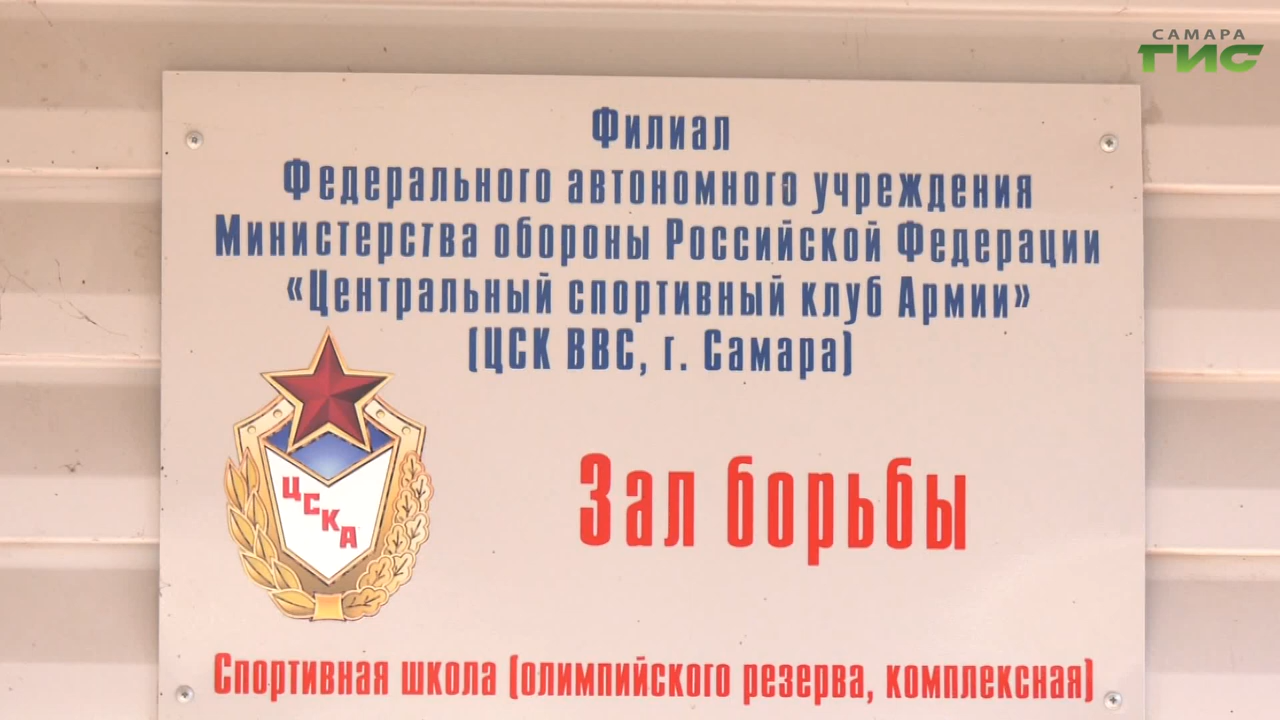 САМАРА
ГИС
Филиал
Федерального автономного учреждения
Министерства обороны Российской Федерации
«Центральный спортивный клуб Армии»
(ЦСК ВВС, г. Самара)
ЦСКА
Зал борьбы
Спортивная школа (олимпийского резерва, комплексная)